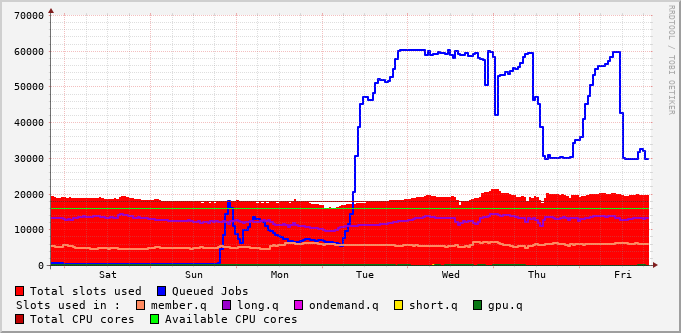 70000
60000
50000
40000
30000
20000
10000
0
Sat Sun Mon Tue Wed Thu Fri
RRDTOOL / TOBI OETIKER
Total slots used Queued Jobs
Slots used in : member.q long.q ondemand.q short.q gpu.q
Total CPU cores Available CPU cores